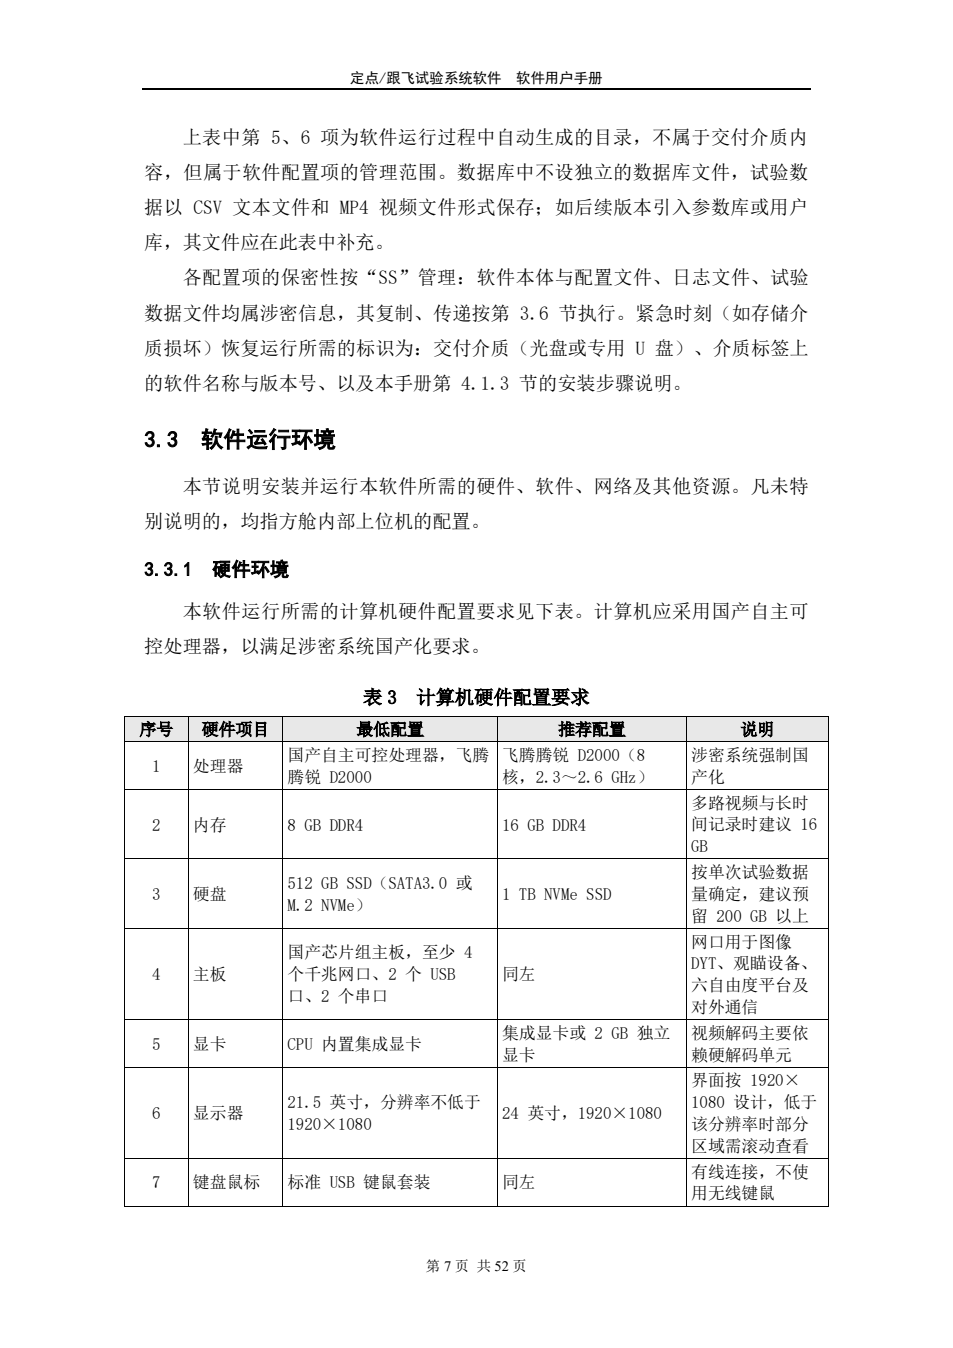 定点/跟飞试验系统软件　软件用户手册
上表中第 5、6 项为软件运行过程中自动生成的目录，不属于交付介质内
容，但属于软件配置项的管理范围。数据库中不设独立的数据库文件，试验数
据以 CSV 文本文件和 MP4 视频文件形式保存；如后续版本引入参数库或用户
库，其文件应在此表中补充。
各配置项的保密性按“SS”管理：软件本体与配置文件、日志文件、试验
数据文件均属涉密信息，其复制、传递按第 3.6 节执行。紧急时刻（如存储介
质损坏）恢复运行所需的标识为：交付介质（光盘或专用 U 盘）、介质标签上
的软件名称与版本号、以及本手册第 4.1.3 节的安装步骤说明。
3.3　软件运行环境
本节说明安装并运行本软件所需的硬件、软件、网络及其他资源。凡未特
别说明的，均指方舱内部上位机的配置。
3.3.1　硬件环境
本软件运行所需的计算机硬件配置要求见下表。计算机应采用国产自主可
控处理器，以满足涉密系统国产化要求。
表 3　计算机硬件配置要求
序号 硬件项目 最低配置 推荐配置 说明
1 处理器
国产自主可控处理器，飞腾
腾锐 D2000
飞腾腾锐 D2000（8
核，2.3～2.6 GHz）
涉密系统强制国
产化
2 内存 8 GB DDR4 16 GB DDR4
多路视频与长时
间记录时建议 16
GB
3 硬盘
512 GB SSD（SATA3.0 或
M.2 NVMe）
1 TB NVMe SSD
按单次试验数据
量确定，建议预
留 200 GB 以上
4 主板
国产芯片组主板，至少 4
个千兆网口、2 个 USB
口、2 个串口
同左
网口用于图像
DYT、观瞄设备、
六自由度平台及
对外通信
5 显卡 CPU 内置集成显卡
集成显卡或 2 GB 独立
显卡
视频解码主要依
赖硬解码单元
6 显示器
21.5 英寸，分辨率不低于
1920×1080
24 英寸，1920×1080
界面按 1920×
1080 设计，低于
该分辨率时部分
区域需滚动查看
7 键盘鼠标 标准 USB 键鼠套装 同左
有线连接，不使
用无线键鼠
第 7 页 共 52 页